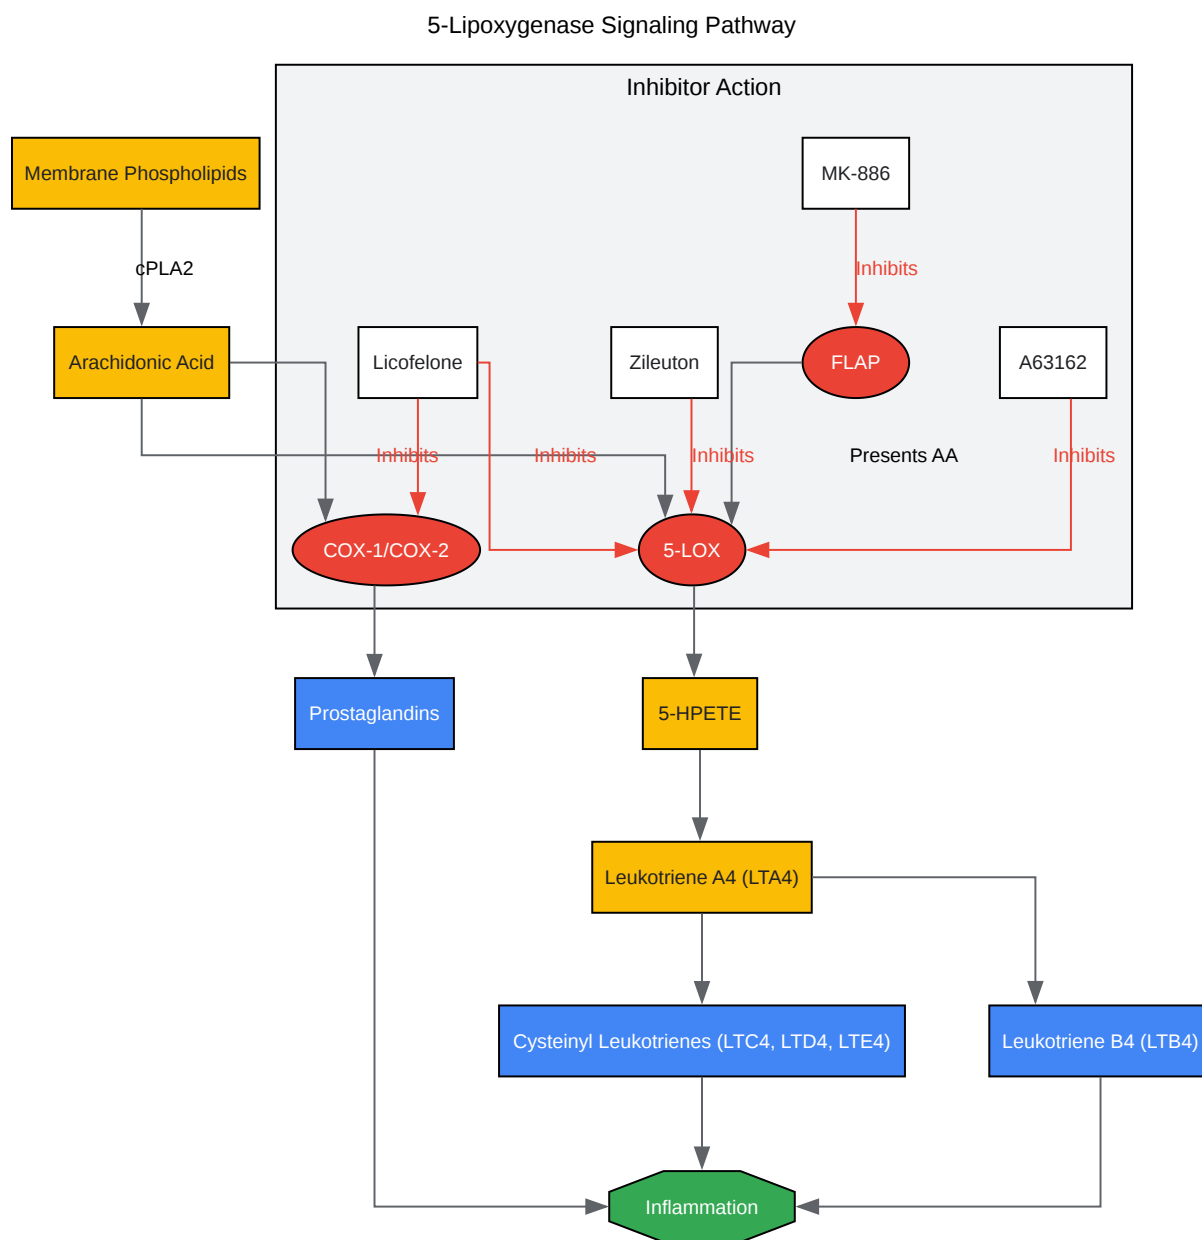 5-Lipoxygenase Signaling Pathway
Inhibitor Action
Membrane Phospholipids
MK-886
cPLA2
Inhibits
Arachidonic Acid
Licofelone
Zileuton
FLAP
A63162
Inhibits
Inhibits
Inhibits
Presents AA
Inhibits
COX-1/COX-2
5-LOX
Prostaglandins
5-HPETE
Leukotriene A4 (LTA4)
Cysteinyl Leukotrienes (LTC4, LTD4, LTE4)
Leukotriene B4 (LTB4)
Inflammation